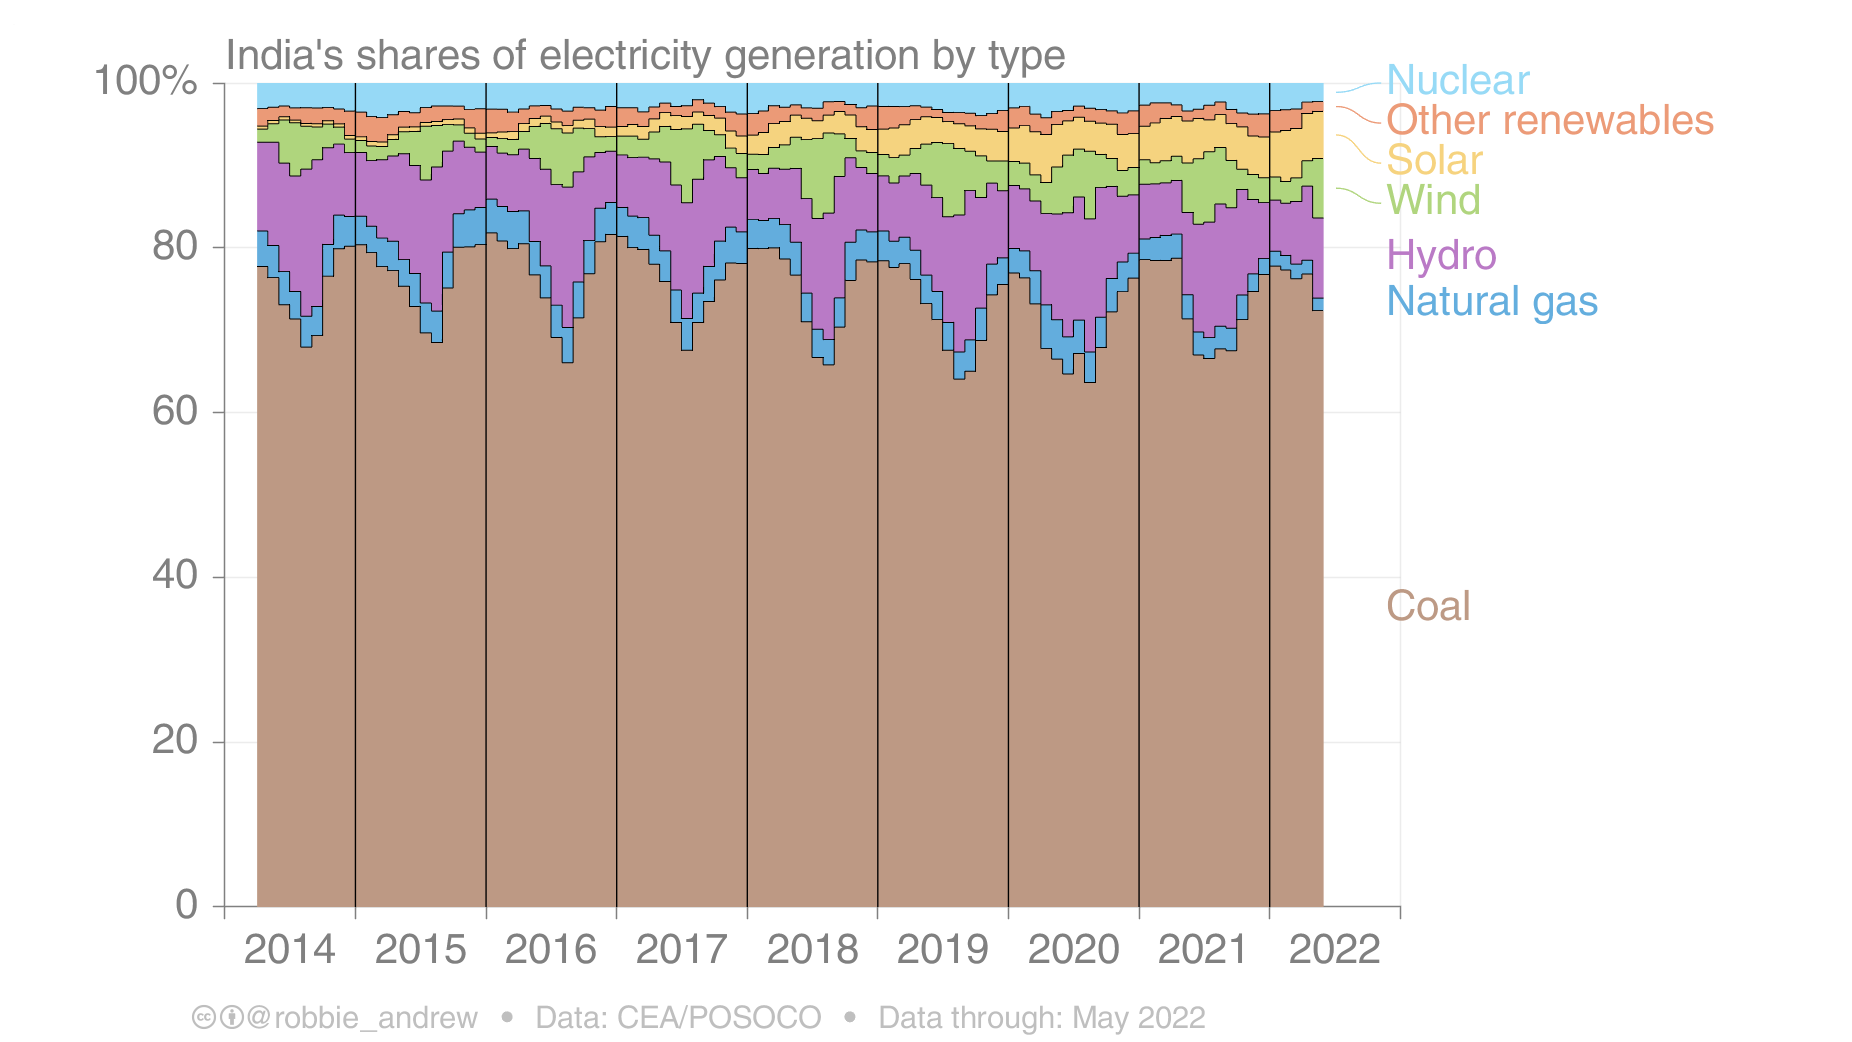 India's shares of electricity generation by type
100%
80
60
40
20
0
Nuclear
Other renewables
Solar
Wind
Hydro
Natural gas
Coal
2014 2015 2016 2017 2018 2019 2020 2021 2022
cc @robbie_andrew • Data: CEA/POSOCO • Data through: May 2022